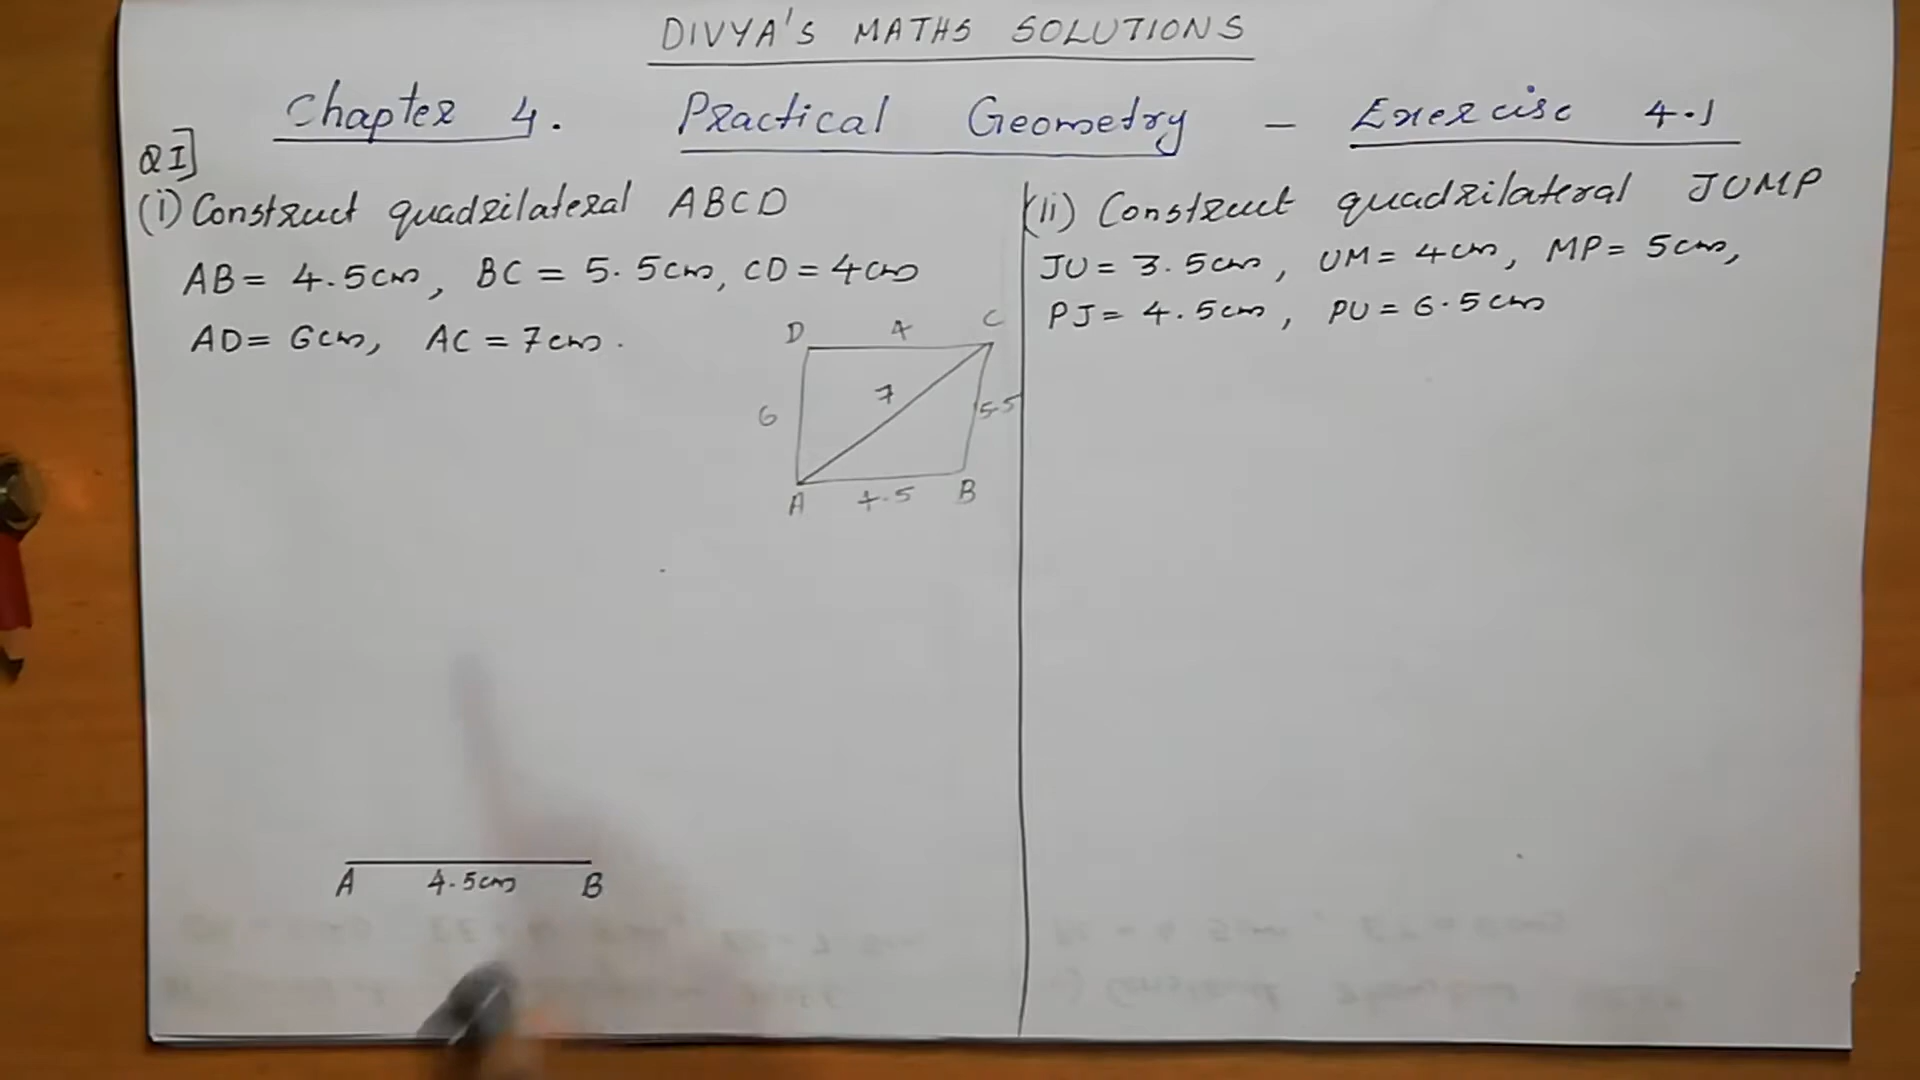 DIVYA'S MATHS SOLUTIONS
Chapter 4. Practical Geometry - Exercise 4.1
Q1]
(i) Construct quadrilateral ABCD
AB = 4.5cm, BC = 5.5cm, CD = 4cm
AD = 6cm, AC = 7cm.
D 4 C
7
6 5.5
A 4.5 B
A 4.5cm B
(ii) Construct quadrilateral JUMP
JU = 3.5cm, UM = 4cm, MP = 5cm,
PJ = 4.5cm, PU = 6.5cm